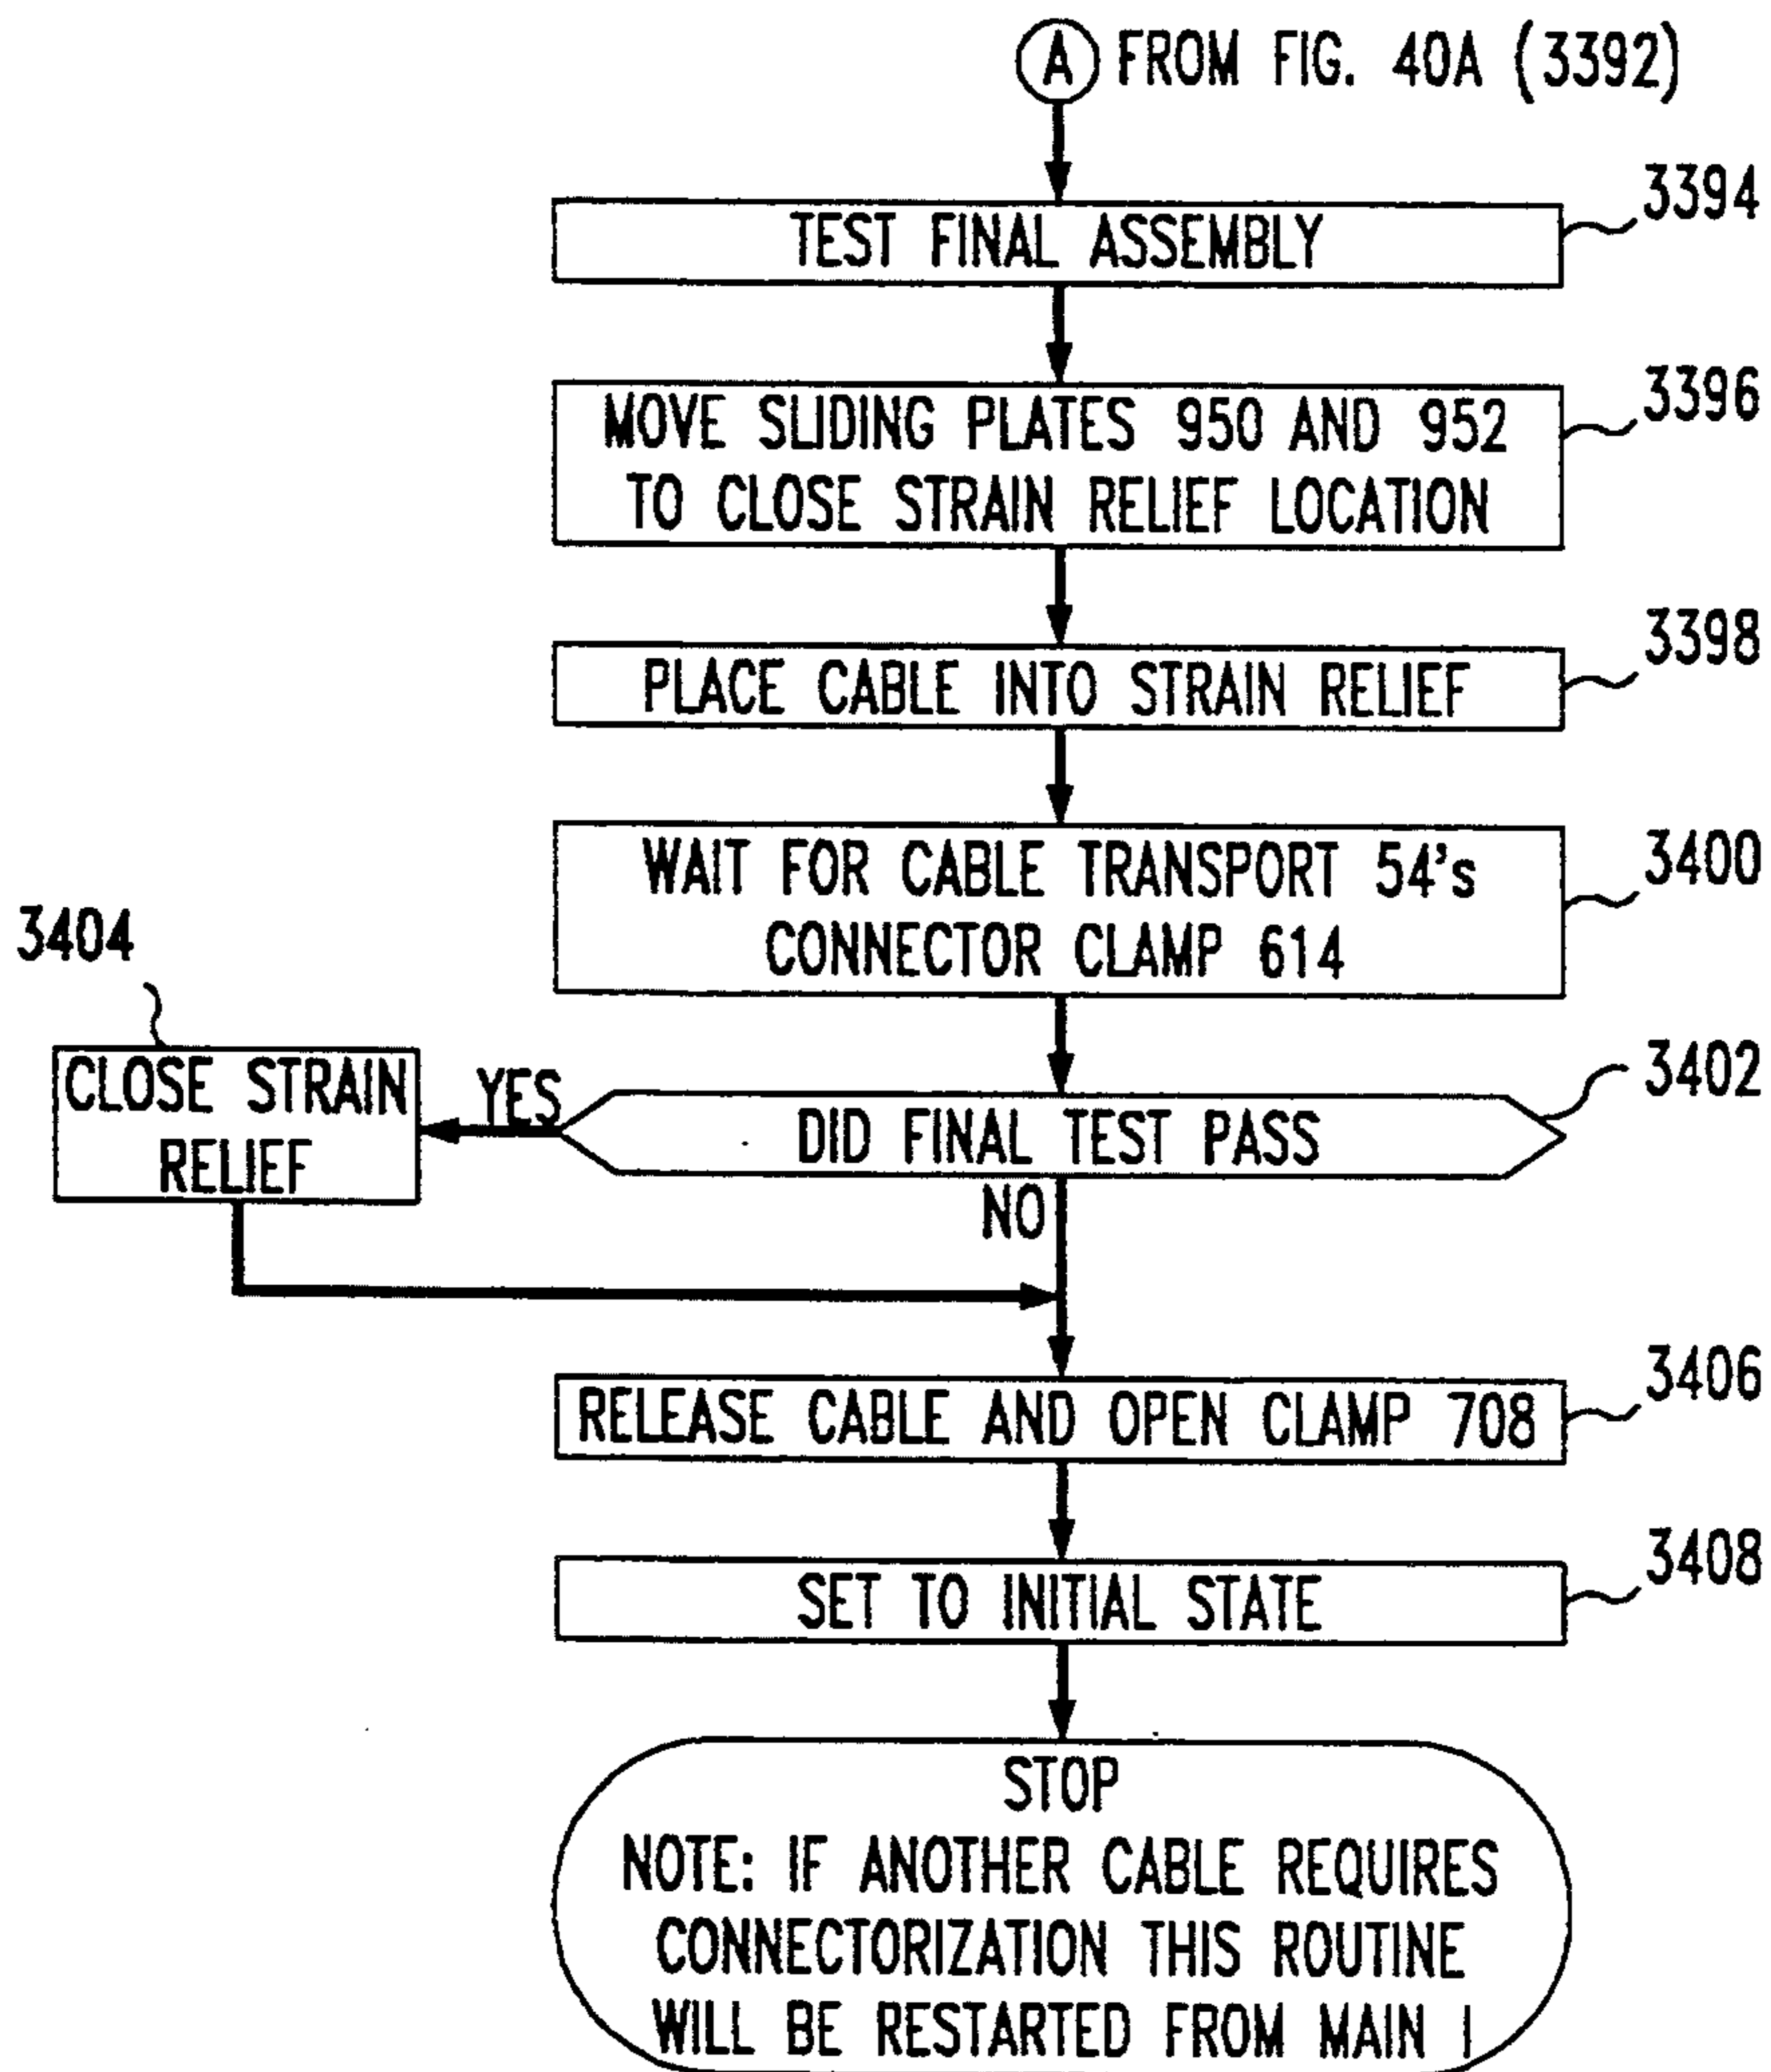 A FROM FIG. 40A (3392)
3394
TEST FINAL ASSEMBLY
3396
MOVE SLIDING PLATES 950 AND 952
TO CLOSE STRAIN RELIEF LOCATION
3398
PLACE CABLE INTO STRAIN RELIEF
3400
WAIT FOR CABLE TRANSPORT 54's
CONNECTOR CLAMP 614
3404
CLOSE STRAIN
RELIEF
YES
3402
DID FINAL TEST PASS
NO
3406
RELEASE CABLE AND OPEN CLAMP 708
3408
SET TO INITIAL STATE
STOP
NOTE: IF ANOTHER CABLE REQUIRES
CONNECTORIZATION THIS ROUTINE
WILL BE RESTARTED FROM MAIN I